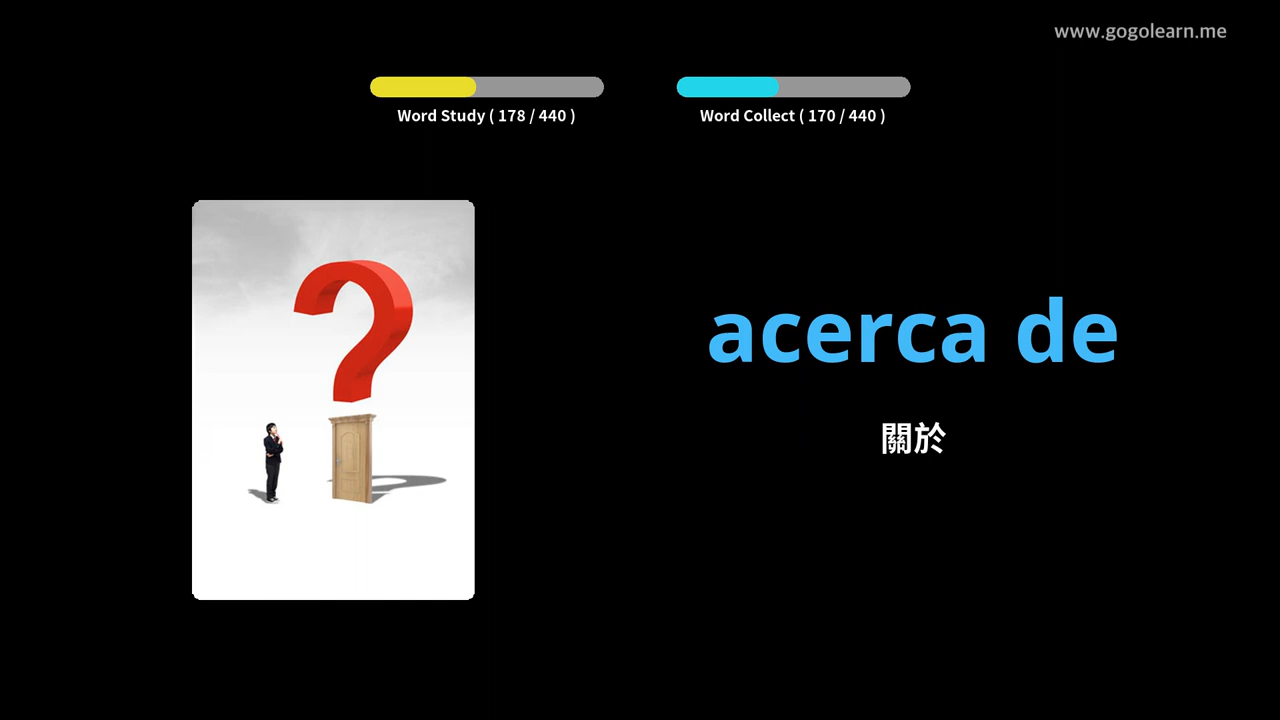 www.gogolearn.me
Word Study ( 178 / 440 )
Word Collect ( 170 / 440 )
acerca de
關於